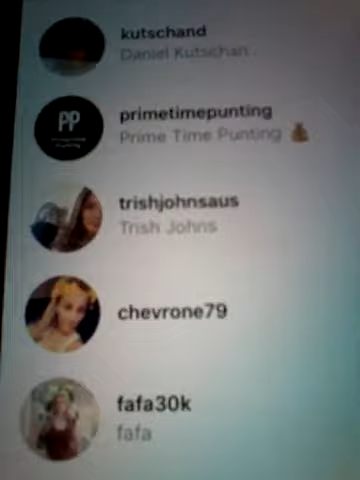 kutschand
Daniel Kutschan
PP
primetimepunting
Prime Time Punting 💰
trishjohnsaus
Trish Johns
chevrone79
fafa30k
fafa